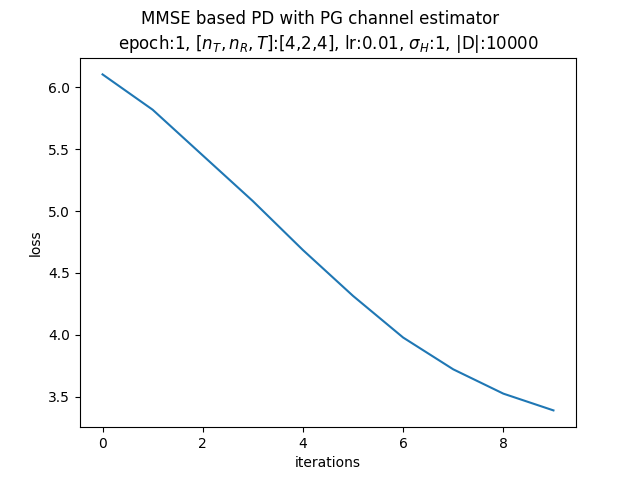 MMSE based PD with PG channel estimator
epoch:1, [n_T, n_R, T]:[4,2,4], lr:0.01, σ_H:1, |D|:10000
6.0
5.5
5.0
4.5
4.0
3.5
loss
0 2 4 6 8
iterations